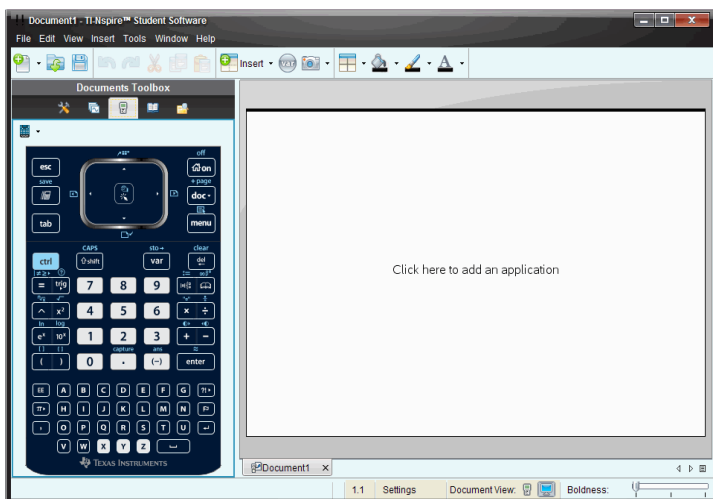 Document1 - TI-Nspire™ Student Software
File Edit View Insert Tools Window Help
Insert
var
A
Documents Toolbox
off
esc
on
save
+ page
doc
tab
menu
CAPS
sto→
clear
ctrl
⇧shift
var
del
= trig 7 8 9
^ x² 4 5 6 × ÷
ln log
eˣ 10ˣ 1 2 3 + −
capture ans
( ) 0 . (−) enter
EE A B C D E F G ?!▸
π▸ H I J K L M N
, O P Q R S T U
V W X Y Z
TEXAS INSTRUMENTS
Click here to add an application
Document1 x
1.1 Settings Document View: Boldness: